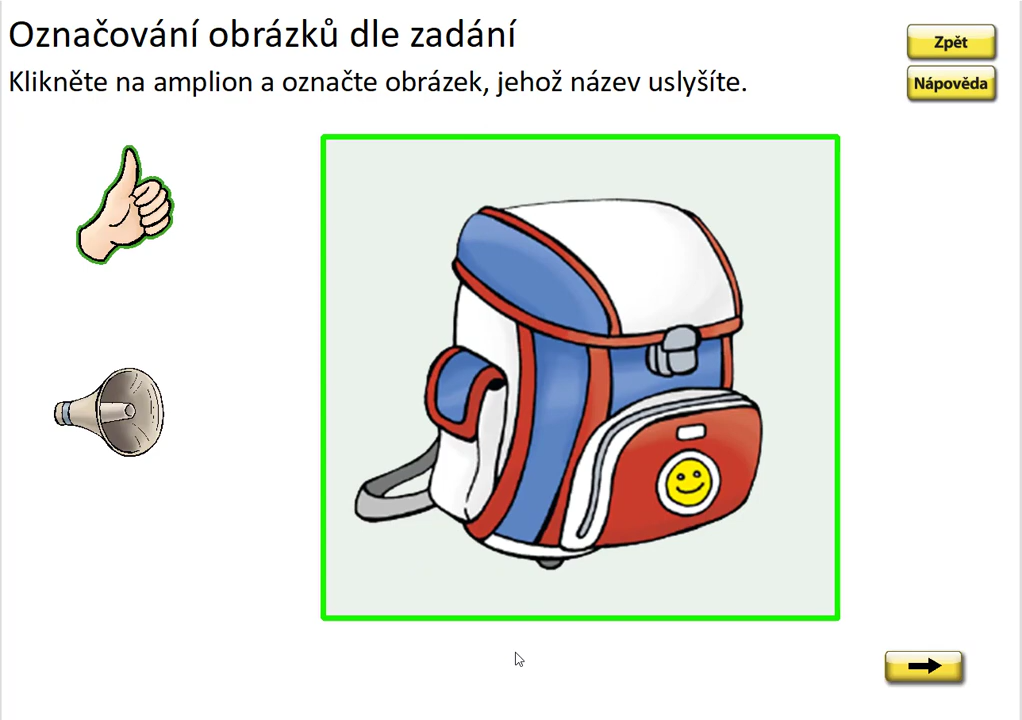 Označování obrázků dle zadání
Klikněte na amplion a označte obrázek, jehož název uslyšíte.
Zpět
Nápověda